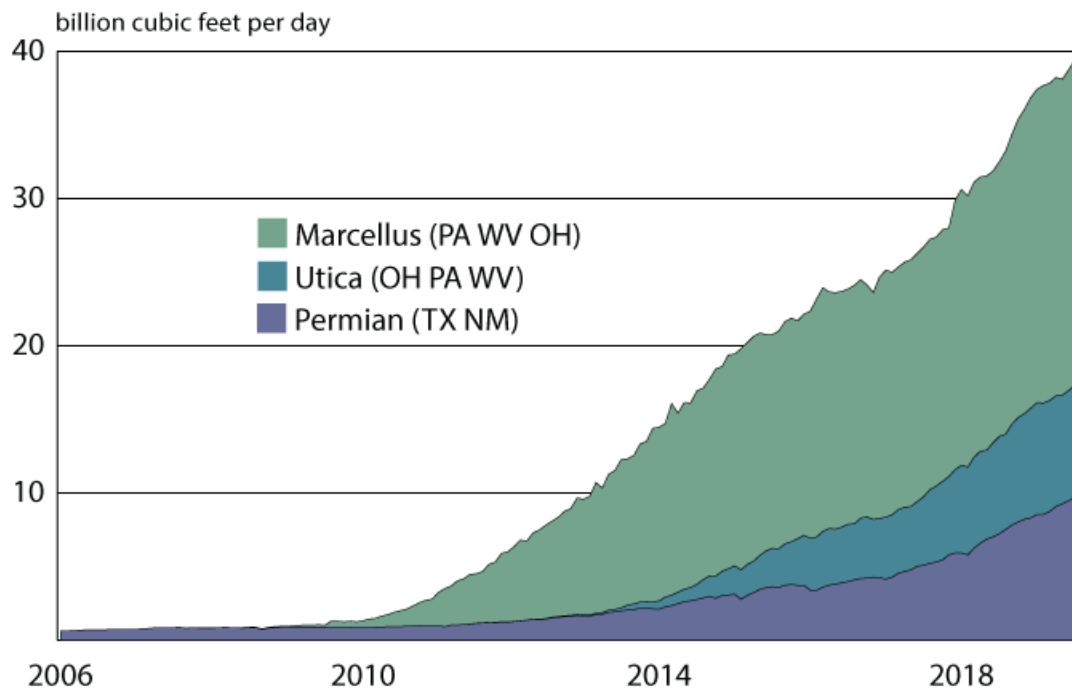 billion cubic feet per day
40
30
Marcellus (PA WV OH)
Utica (OH PA WV)
Permian (TX NM)
20
10
2006 2010 2014 2018